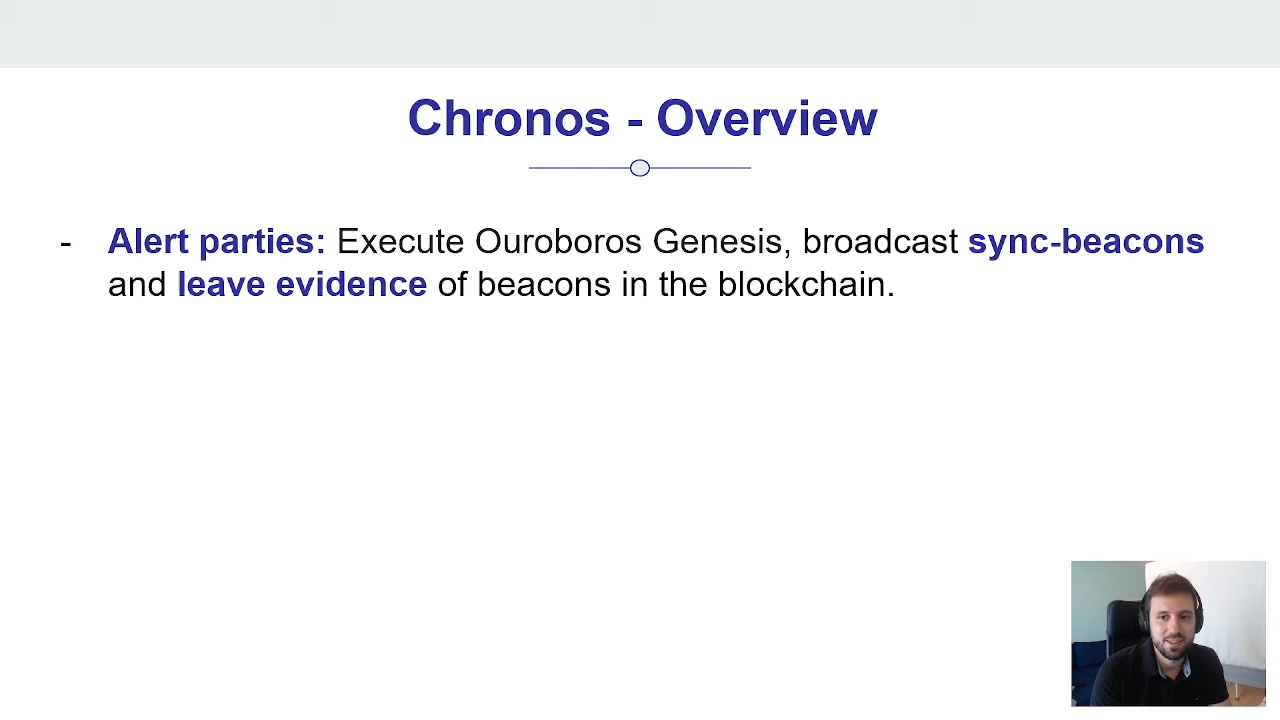 Chronos - Overview
- Alert parties: Execute Ouroboros Genesis, broadcast sync-beacons
and leave evidence of beacons in the blockchain.